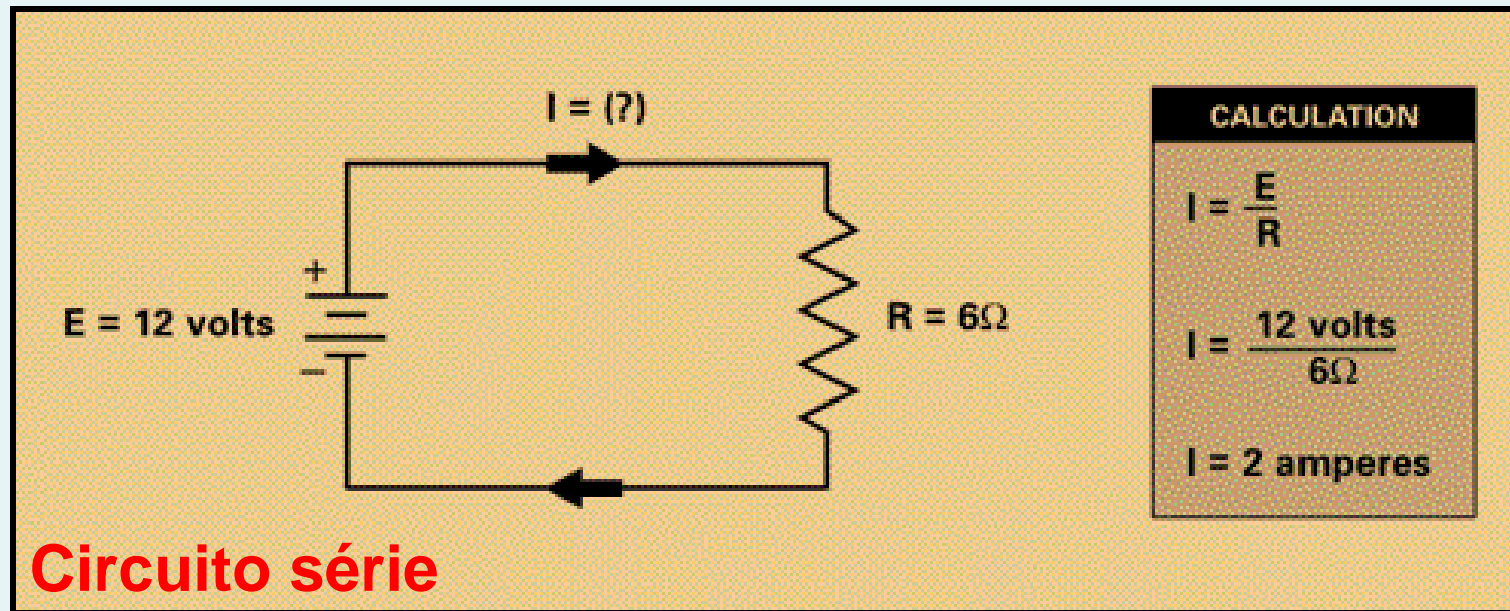 I = (?)
+
E = 12 volts
–
R = 6Ω
CALCULATION
I = E
R
I = 12 volts
6Ω
I = 2 amperes
Circuito série